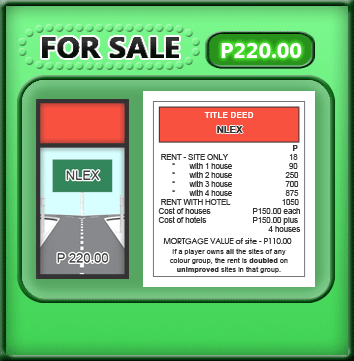 FOR SALE
P220.00
NLEX
P 220.00
TITLE DEED
NLEX
P
RENT - SITE ONLY 18
" with 1 house 90
" with 2 house 250
" with 3 house 700
" with 4 house 875
RENT WITH HOTEL 1050
Cost of houses P150.00 each
Cost of hotels P150.00 plus
4 houses
MORTGAGE VALUE of site - P110.00
If a player owns all the sites of any
colour group, the rent is doubled on
unimproved sites in that group.